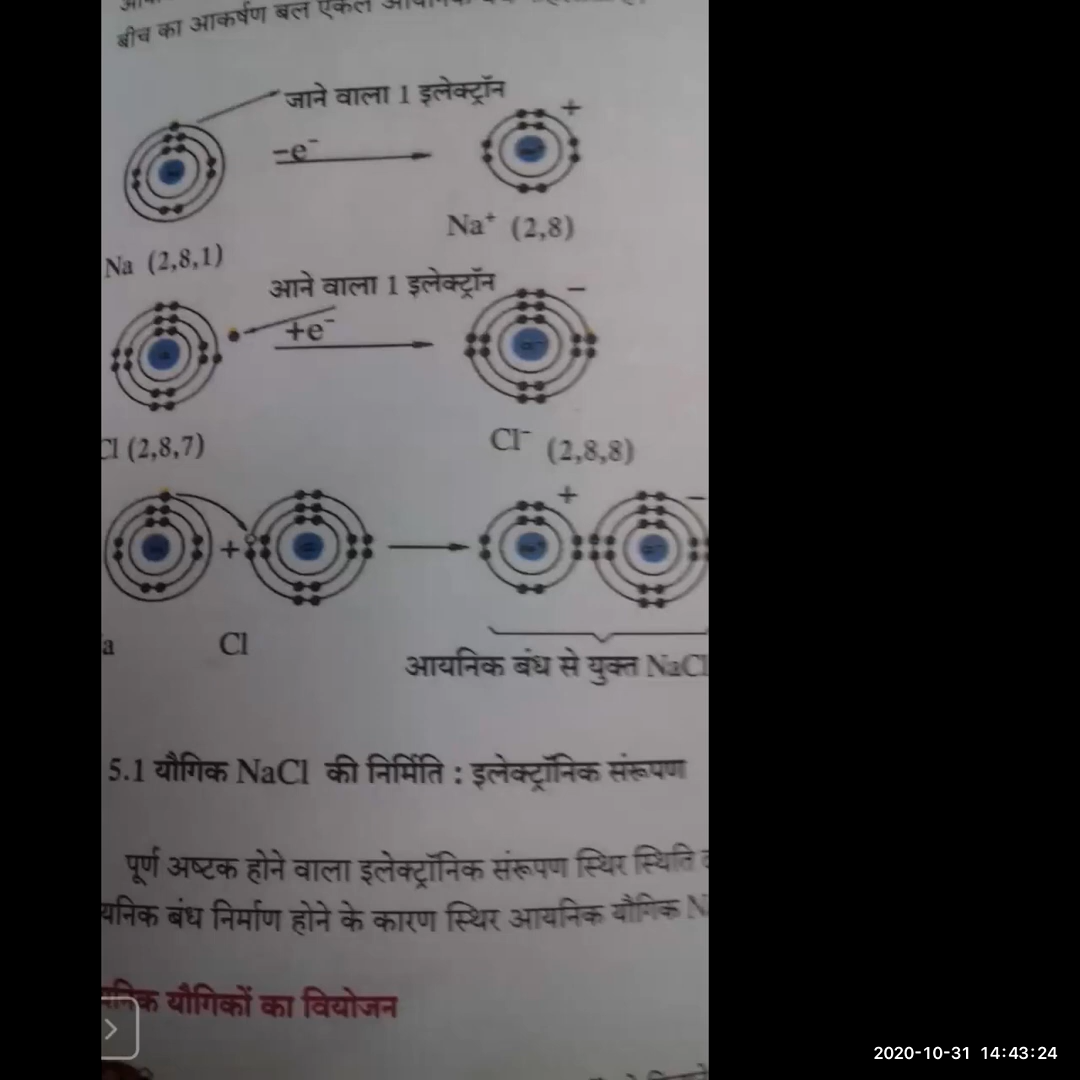 बीच का आकर्षण बल एकल
जाने वाला 1 इलेक्ट्रॉन
−e⁻
+
Na (2,8,1)
Na⁺ (2,8)
आने वाला 1 इलेक्ट्रॉन
+e⁻
−
Cl (2,8,7)
Cl⁻ (2,8,8)
+
+
−
a
Cl
आयनिक बंध से युक्त NaCl
5.1 यौगिक NaCl की निर्मिति : इलेक्ट्रॉनिक संरूपण
पूर्ण अष्टक होने वाला इलेक्ट्रॉनिक संरूपण स्थिर स्थिति
यनिक बंध निर्माण होने के कारण स्थिर आयनिक यौगिक N
यनिक यौगिकों का वियोजन
2020-10-31 14:43:24